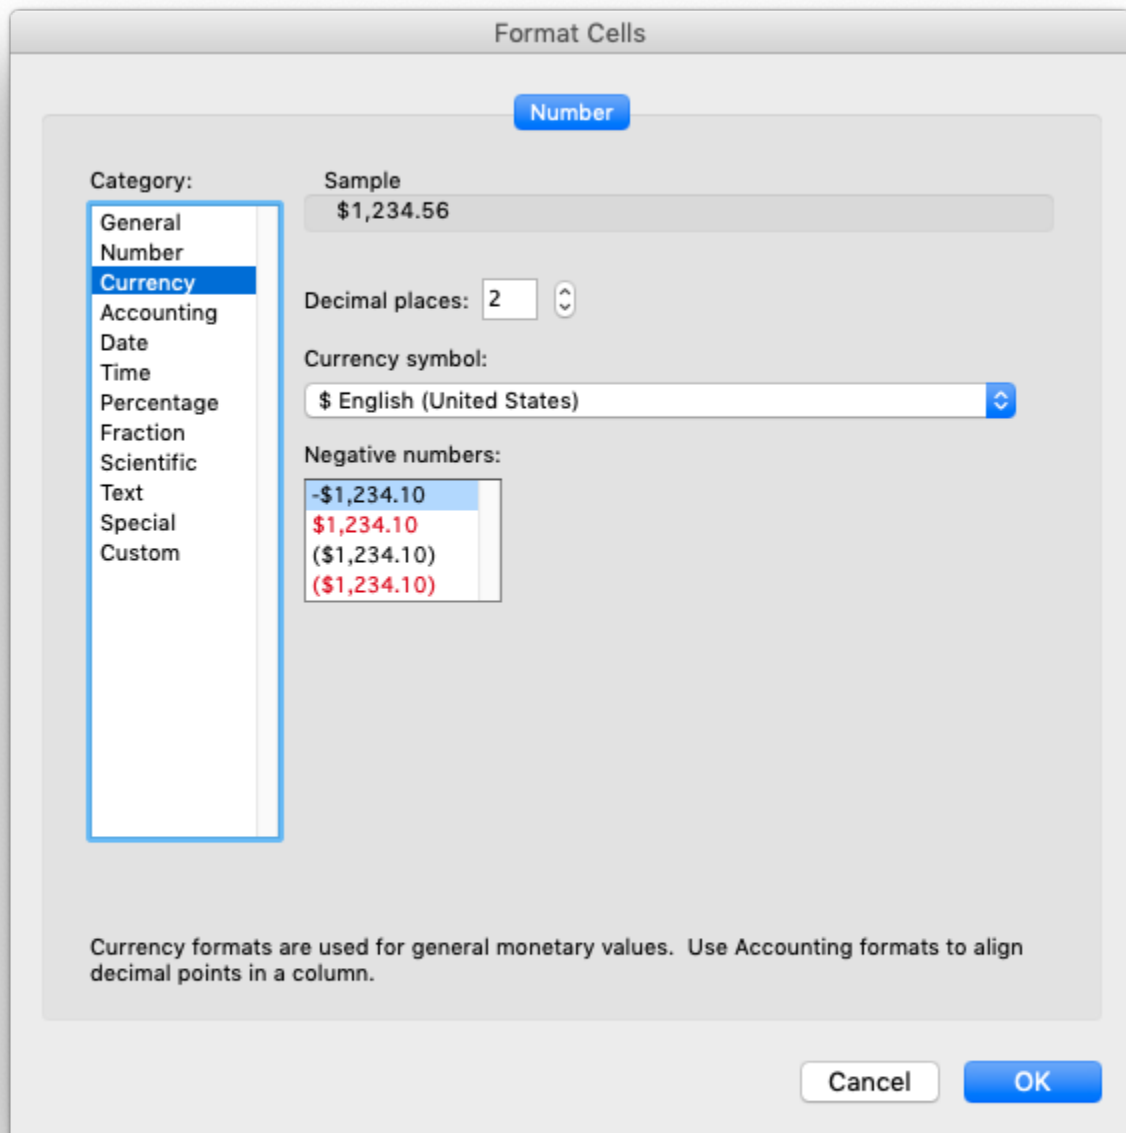 Format Cells
Number
Category:
General
Number
Currency
Accounting
Date
Time
Percentage
Fraction
Scientific
Text
Special
Custom
Sample
$1,234.56
Decimal places: 2
Currency symbol:
$ English (United States)
Negative numbers:
-$1,234.10
$1,234.10
($1,234.10)
($1,234.10)
Currency formats are used for general monetary values.  Use Accounting formats to align
decimal points in a column.
Cancel
OK